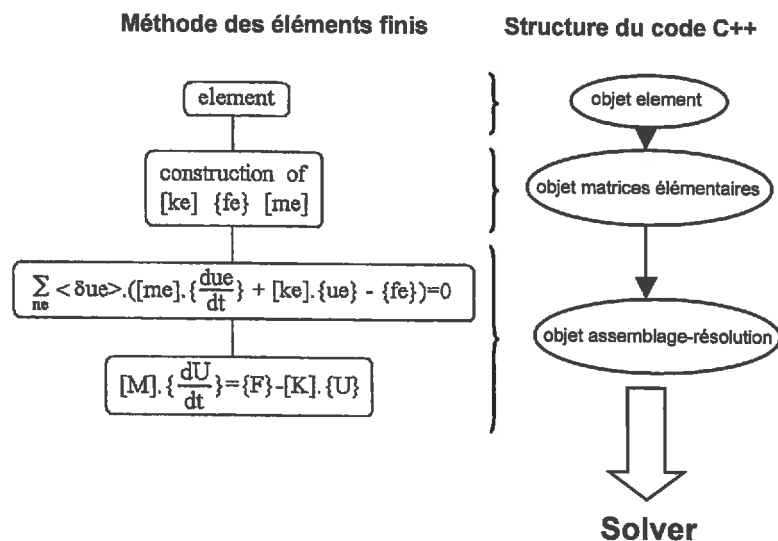 Méthode des éléments finis
Structure du code C++
element
objet element
construction of
[ke] {fe} [me]
objet matrices élémentaires
∑ne <δue>.([me].{due/dt} + [ke].{ue} - {fe})=0
objet assemblage-résolution
[M].{dU/dt}={F}-[K].{U}
Solver